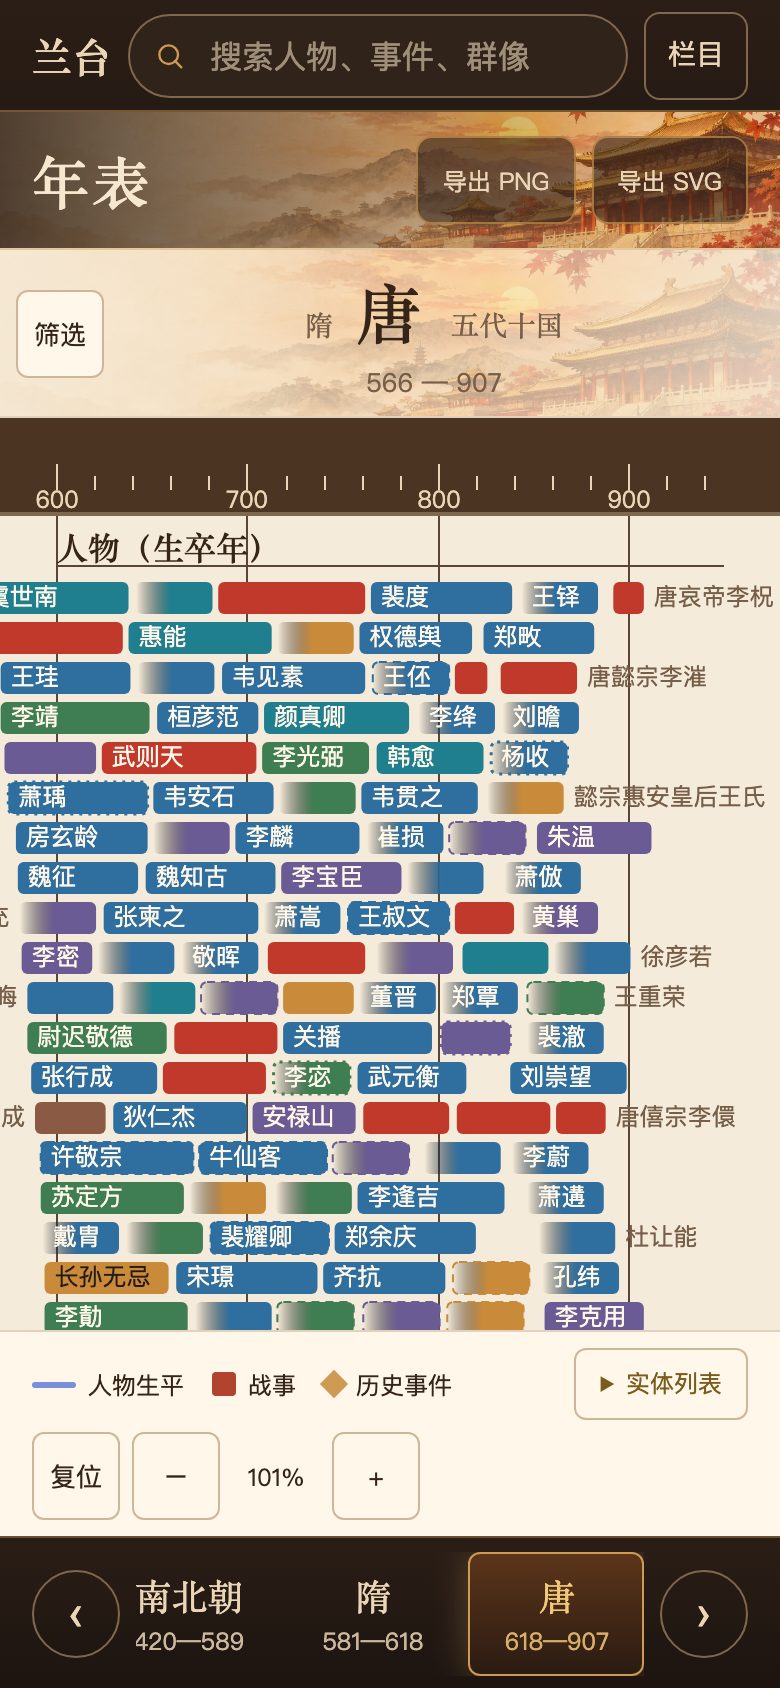 兰台 搜索人物、事件、群像 栏目
年表 导出 PNG 导出 SVG
筛选 隋 唐 五代十国
566 — 907
600 700 800 900
人物（生卒年）
虞世南 裴度 王铎 唐哀帝李柷
惠能 权德舆 郑畋
王珪 韦见素 王伾 唐懿宗李漼
李靖 桓彦范 颜真卿 李绛 刘瞻
武则天 李光弼 韩愈 杨收
萧瑀 韦安石 韦贯之 懿宗惠安皇后王氏
房玄龄 李麟 崔损 朱温
魏征 魏知古 李宝臣 萧倣
张柬之 萧嵩 王叔文 黄巢
李密 敬晖 徐彦若
晦 董晋 郑覃 王重荣
尉迟敬德 关播 裴澈
张行成 李宓 武元衡 刘崇望
成 狄仁杰 安禄山 唐僖宗李儇
许敬宗 牛仙客 李蔚
苏定方 李逢吉 萧遘
戴胄 裴耀卿 郑余庆 杜让能
长孙无忌 宋璟 齐抗 孔纬
李勣 李克用
人物生平 战事 历史事件 ▶ 实体列表
复位 — 101% +
‹ 南北朝 隋 唐 ›
420—589 581—618 618—907